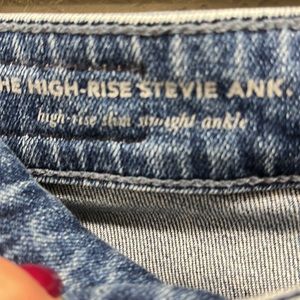 HE HIGH-RISE STEVIE ANK.
high-rise slim straight ankle